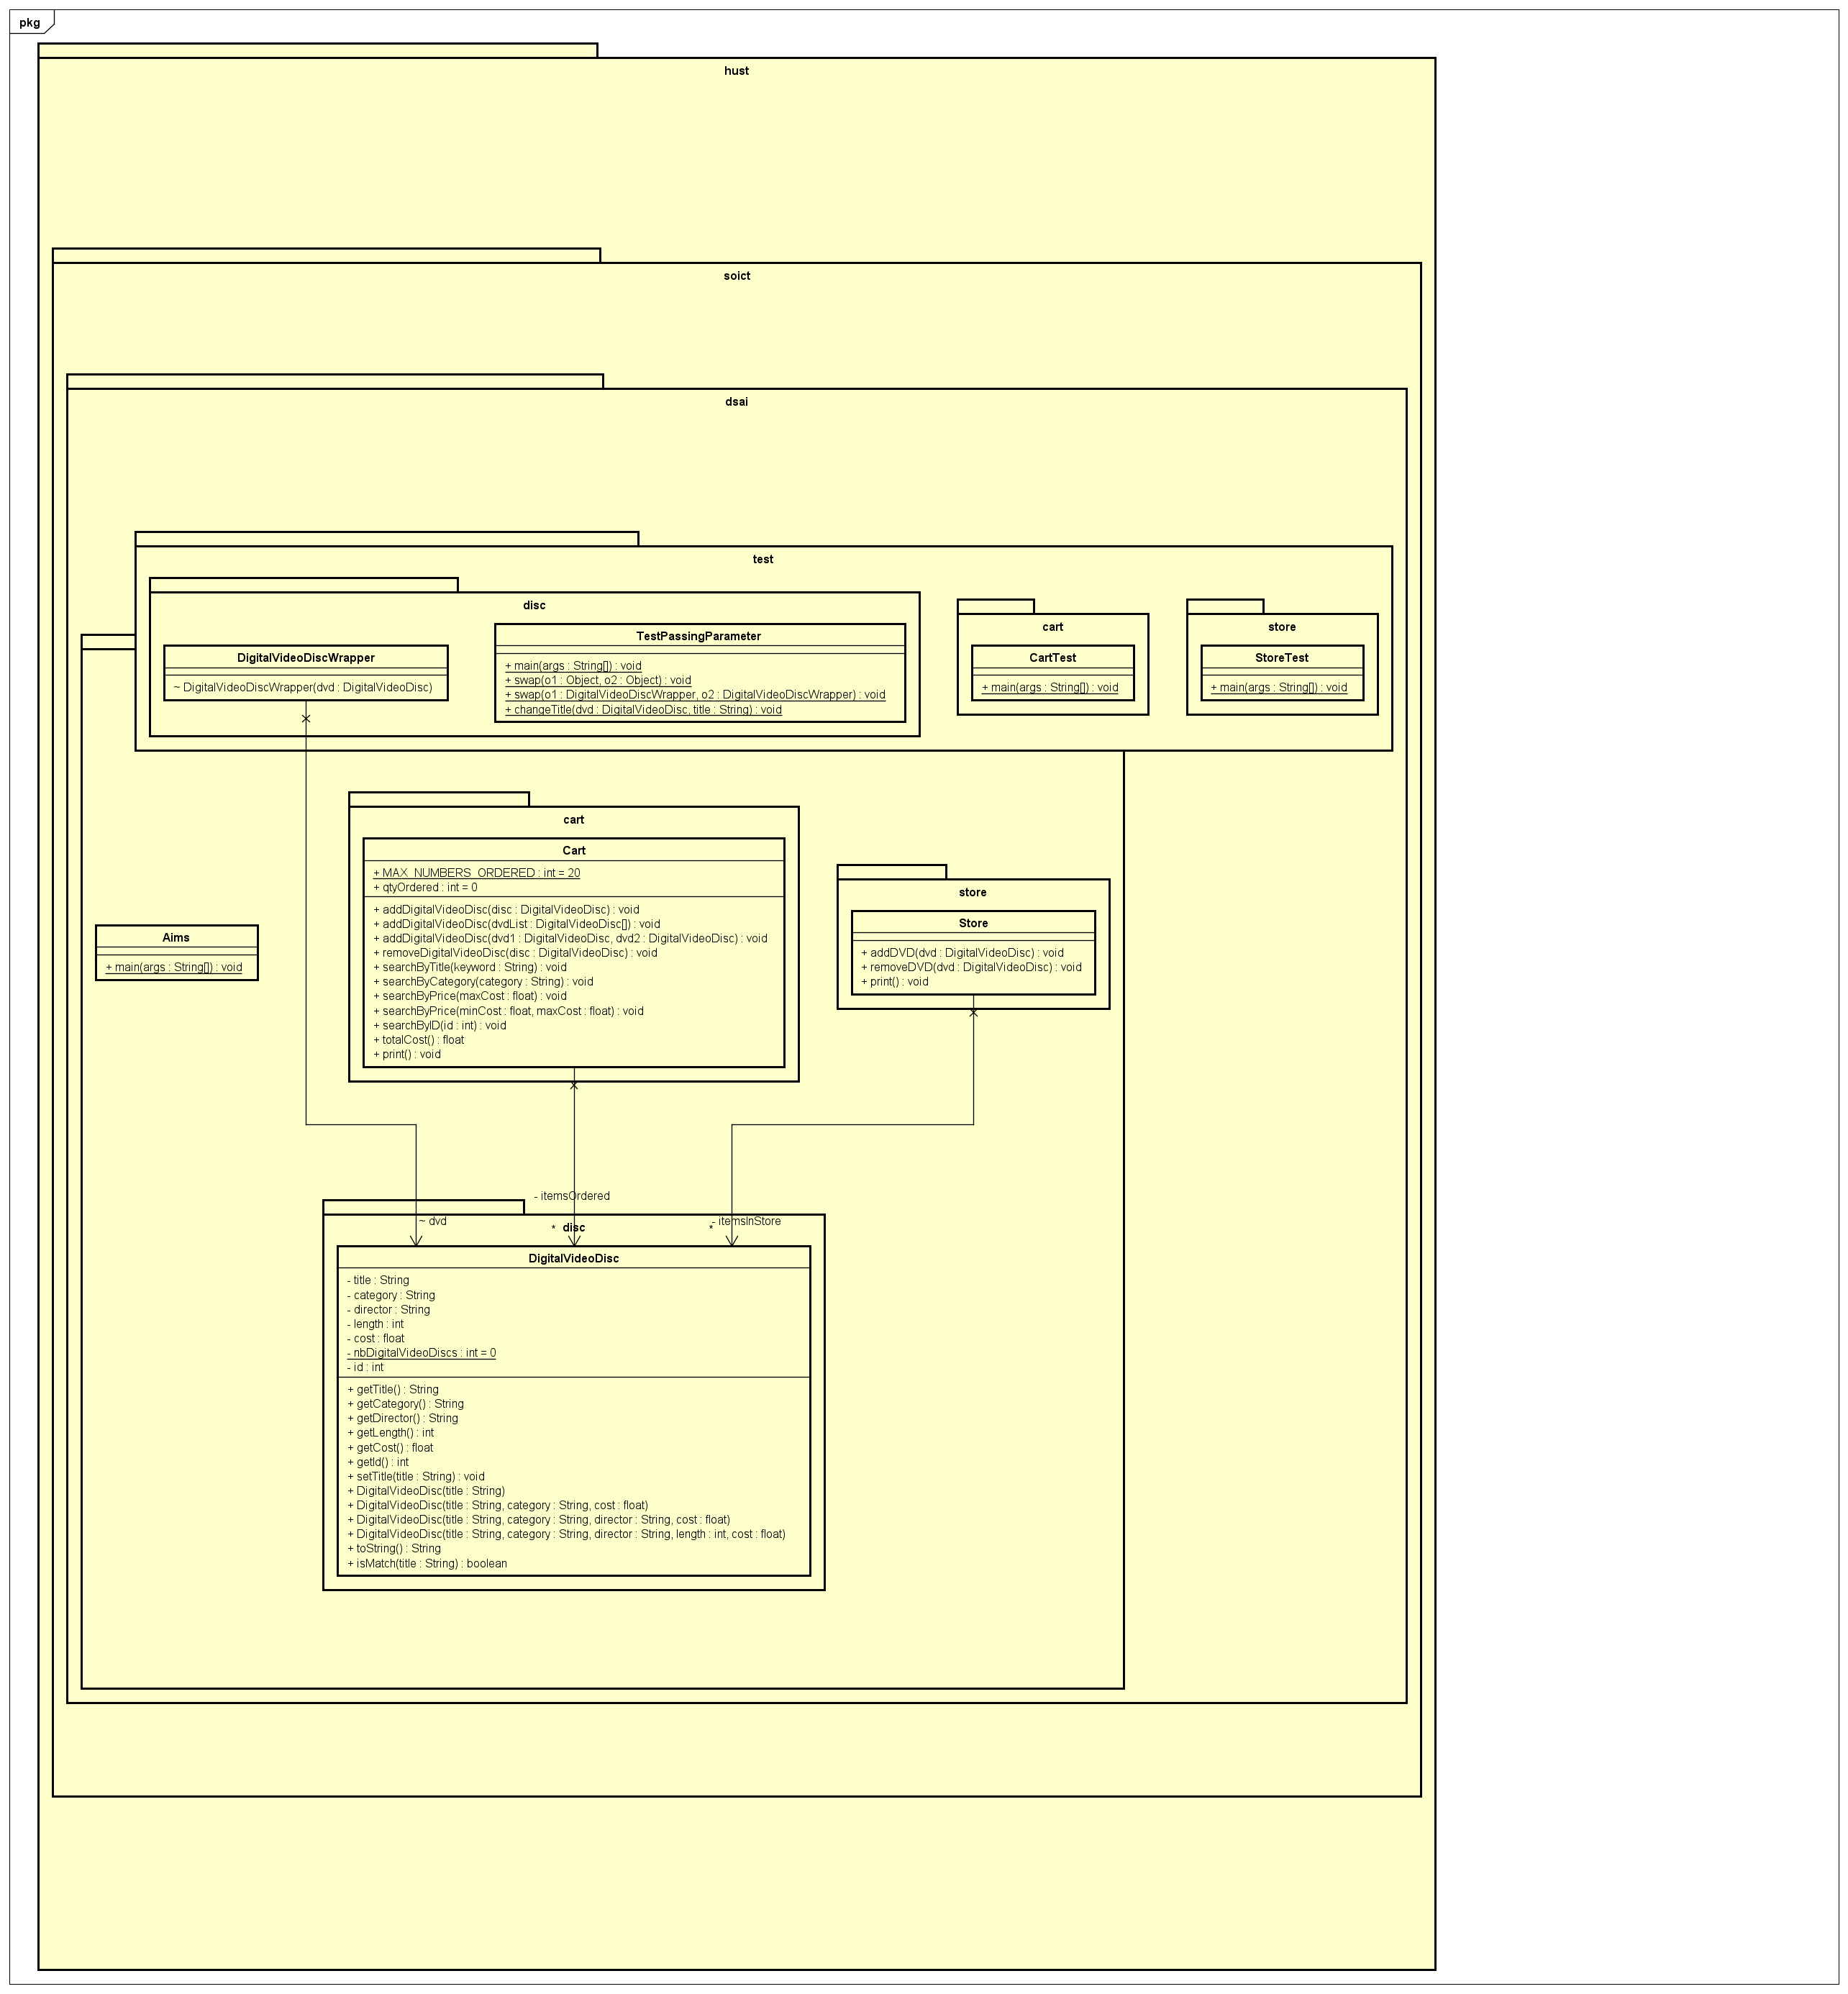 pkg
hust
soict
dsai
test
disc
DigitalVideoDiscWrapper
~ DigitalVideoDiscWrapper(dvd : DigitalVideoDisc)
TestPassingParameter
+ main(args : String[]) : void
+ swap(o1 : Object, o2 : Object) : void
+ swap(o1 : DigitalVideoDiscWrapper, o2 : DigitalVideoDiscWrapper) : void
+ changeTitle(dvd : DigitalVideoDisc, title : String) : void
cart
CartTest
+ main(args : String[]) : void
store
StoreTest
+ main(args : String[]) : void
Aims
+ main(args : String[]) : void
cart
Cart
+ MAX_NUMBERS_ORDERED : int = 20
+ qtyOrdered : int = 0
+ addDigitalVideoDisc(disc : DigitalVideoDisc) : void
+ addDigitalVideoDisc(dvdList : DigitalVideoDisc[]) : void
+ addDigitalVideoDisc(dvd1 : DigitalVideoDisc, dvd2 : DigitalVideoDisc) : void
+ removeDigitalVideoDisc(disc : DigitalVideoDisc) : void
+ searchByTitle(keyword : String) : void
+ searchByCategory(category : String) : void
+ searchByPrice(maxCost : float) : void
+ searchByPrice(minCost : float, maxCost : float) : void
+ searchByID(id : int) : void
+ totalCost() : float
+ print() : void
store
Store
+ addDVD(dvd : DigitalVideoDisc) : void
+ removeDVD(dvd : DigitalVideoDisc) : void
+ print() : void
- itemsOrdered
~ dvd
*
- itemsInStore
*
disc
DigitalVideoDisc
- title : String
- category : String
- director : String
- length : int
- cost : float
- nbDigitalVideoDiscs : int = 0
- id : int
+ getTitle() : String
+ getCategory() : String
+ getDirector() : String
+ getLength() : int
+ getCost() : float
+ getId() : int
+ setTitle(title : String) : void
+ DigitalVideoDisc(title : String)
+ DigitalVideoDisc(title : String, category : String, cost : float)
+ DigitalVideoDisc(title : String, category : String, director : String, cost : float)
+ DigitalVideoDisc(title : String, category : String, director : String, length : int, cost : float)
+ toString() : String
+ isMatch(title : String) : boolean